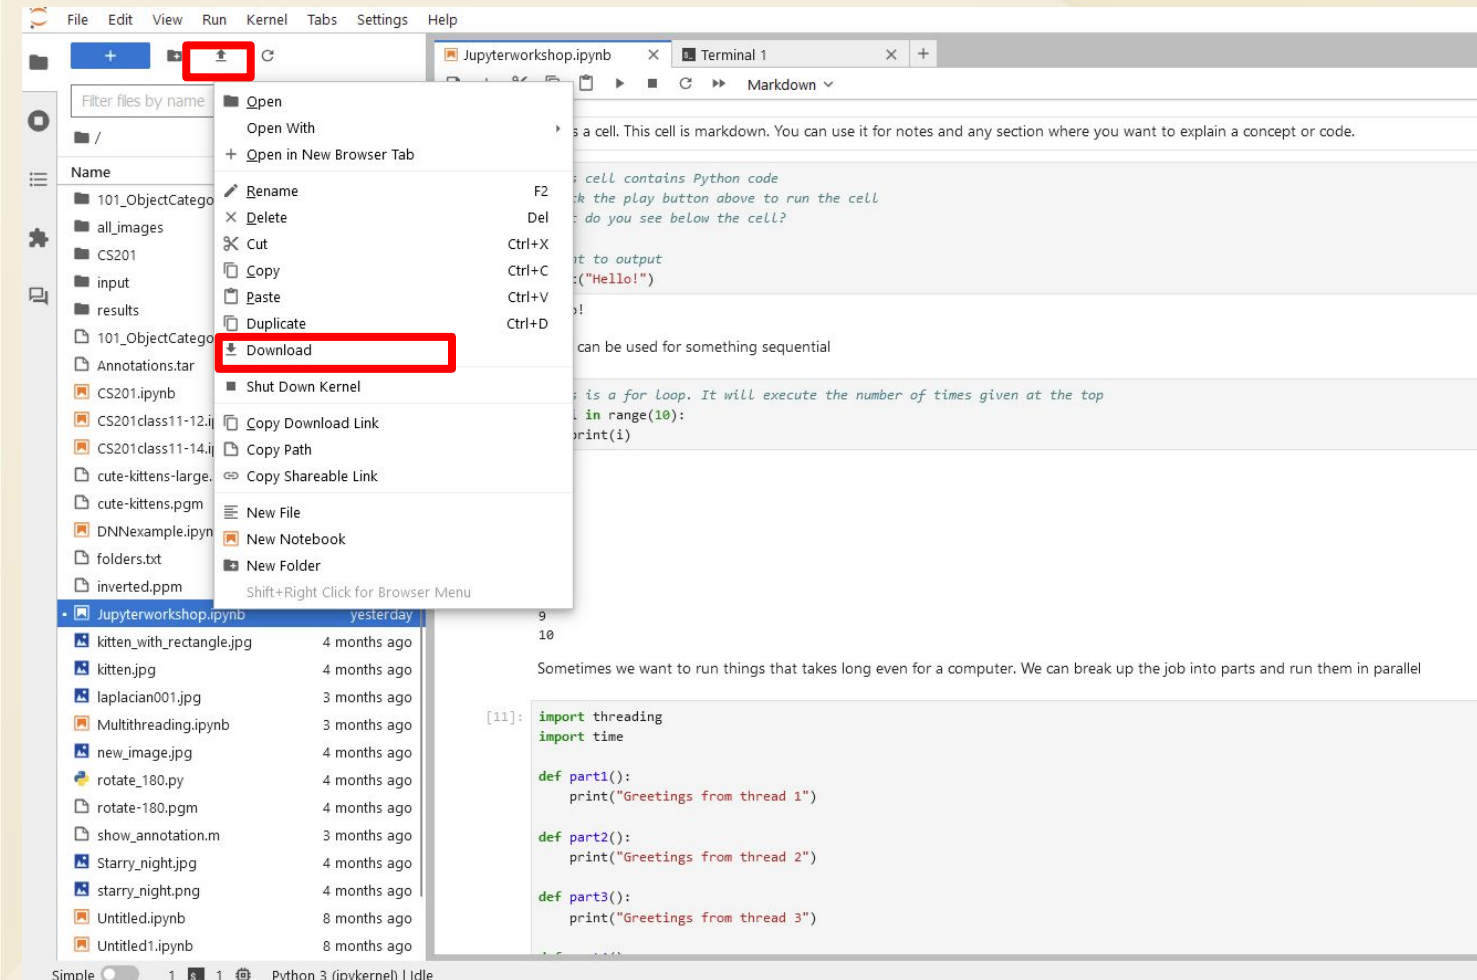 File Edit View Run Kernel Tabs Settings Help
Jupyterworkshop.ipynb
Terminal 1
Markdown
Filter files by name
/
Name
101_ObjectCatego
all_images
CS201
input
results
101_ObjectCatego
Annotations.tar
CS201.ipynb
CS201class11-12.i
CS201class11-14.i
cute-kittens-large.
cute-kittens.pgm
DNNexample.ipyn
folders.txt
inverted.ppm
Jupyterworkshop.ipynb yesterday
kitten_with_rectangle.jpg 4 months ago
kitten.jpg 4 months ago
laplacian001.jpg 3 months ago
Multithreading.ipynb 3 months ago
new_image.jpg 4 months ago
rotate_180.py 4 months ago
rotate-180.pgm 4 months ago
show_annotation.m 3 months ago
Starry_night.jpg 4 months ago
starry_night.png 4 months ago
Untitled.ipynb 8 months ago
Untitled1.ipynb 8 months ago
Open
Open With
Open in New Browser Tab
Rename F2
Delete Del
Cut Ctrl+X
Copy Ctrl+C
Paste Ctrl+V
Duplicate Ctrl+D
Download
Shut Down Kernel
Copy Download Link
Copy Path
Copy Shareable Link
New File
New Notebook
New Folder
Shift+Right Click for Browser Menu
s a cell. This cell is markdown. You can use it for notes and any section where you want to explain a concept or code.
cell contains Python code
the play button above to run the cell
do you see below the cell?
to output
("Hello!")
!
can be used for something sequential
is a for loop. It will execute the number of times given at the top
in range(10):
print(i)
9
10
Sometimes we want to run things that takes long even for a computer. We can break up the job into parts and run them in parallel
[11]: import threading
import time
def part1():
print("Greetings from thread 1")
def part2():
print("Greetings from thread 2")
def part3():
print("Greetings from thread 3")
Simple 1 1 Python 3 (ipykernel) | Idle